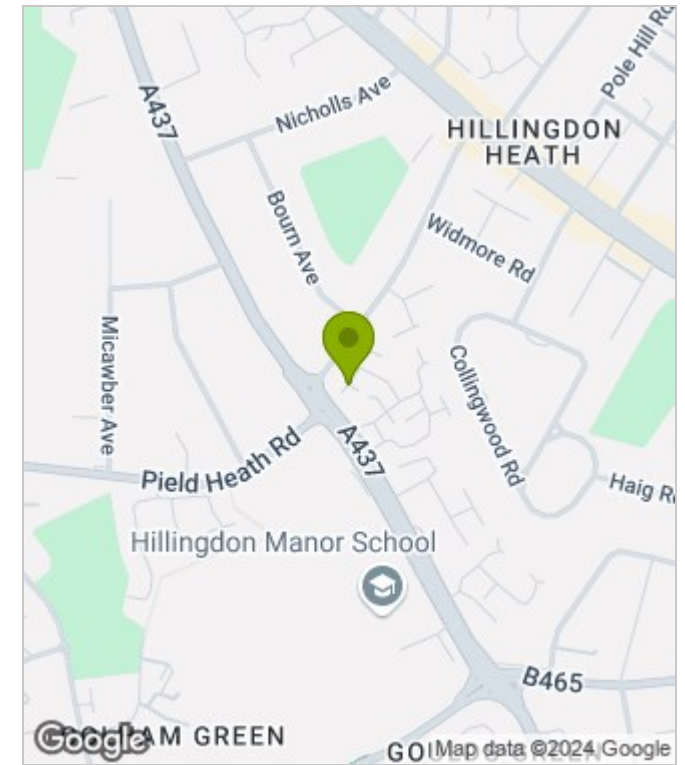 Pole Hill Rd
A437
Nicholls Ave
HILLINGDON
HEATH
Bourn Ave
Widmore Rd
Micawber Ave
Collingwood Rd
A437
Pield Heath Rd
Haig R
Hillingdon Manor School
B465
AM GREEN
Google
GO
Map data ©2024 Google